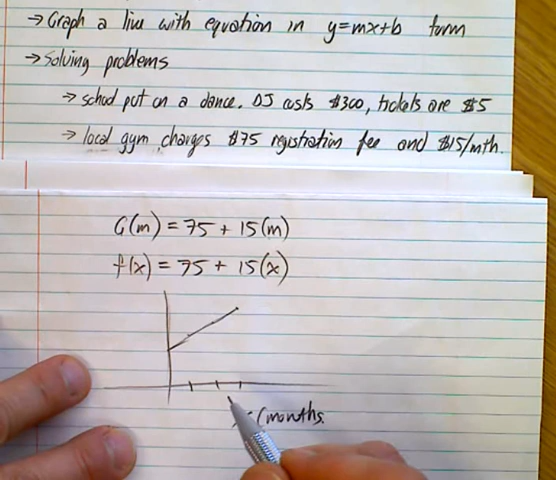 → Graph a line with equation in y=mx+b form
→ Solving problems
→ school put on a dance. DJ costs $300, tickets are $5
→ local gym charges $75 registration fee and $15/mth.
G(m) = 75 + 15(m)
f(x) = 75 + 15(x)
(months.